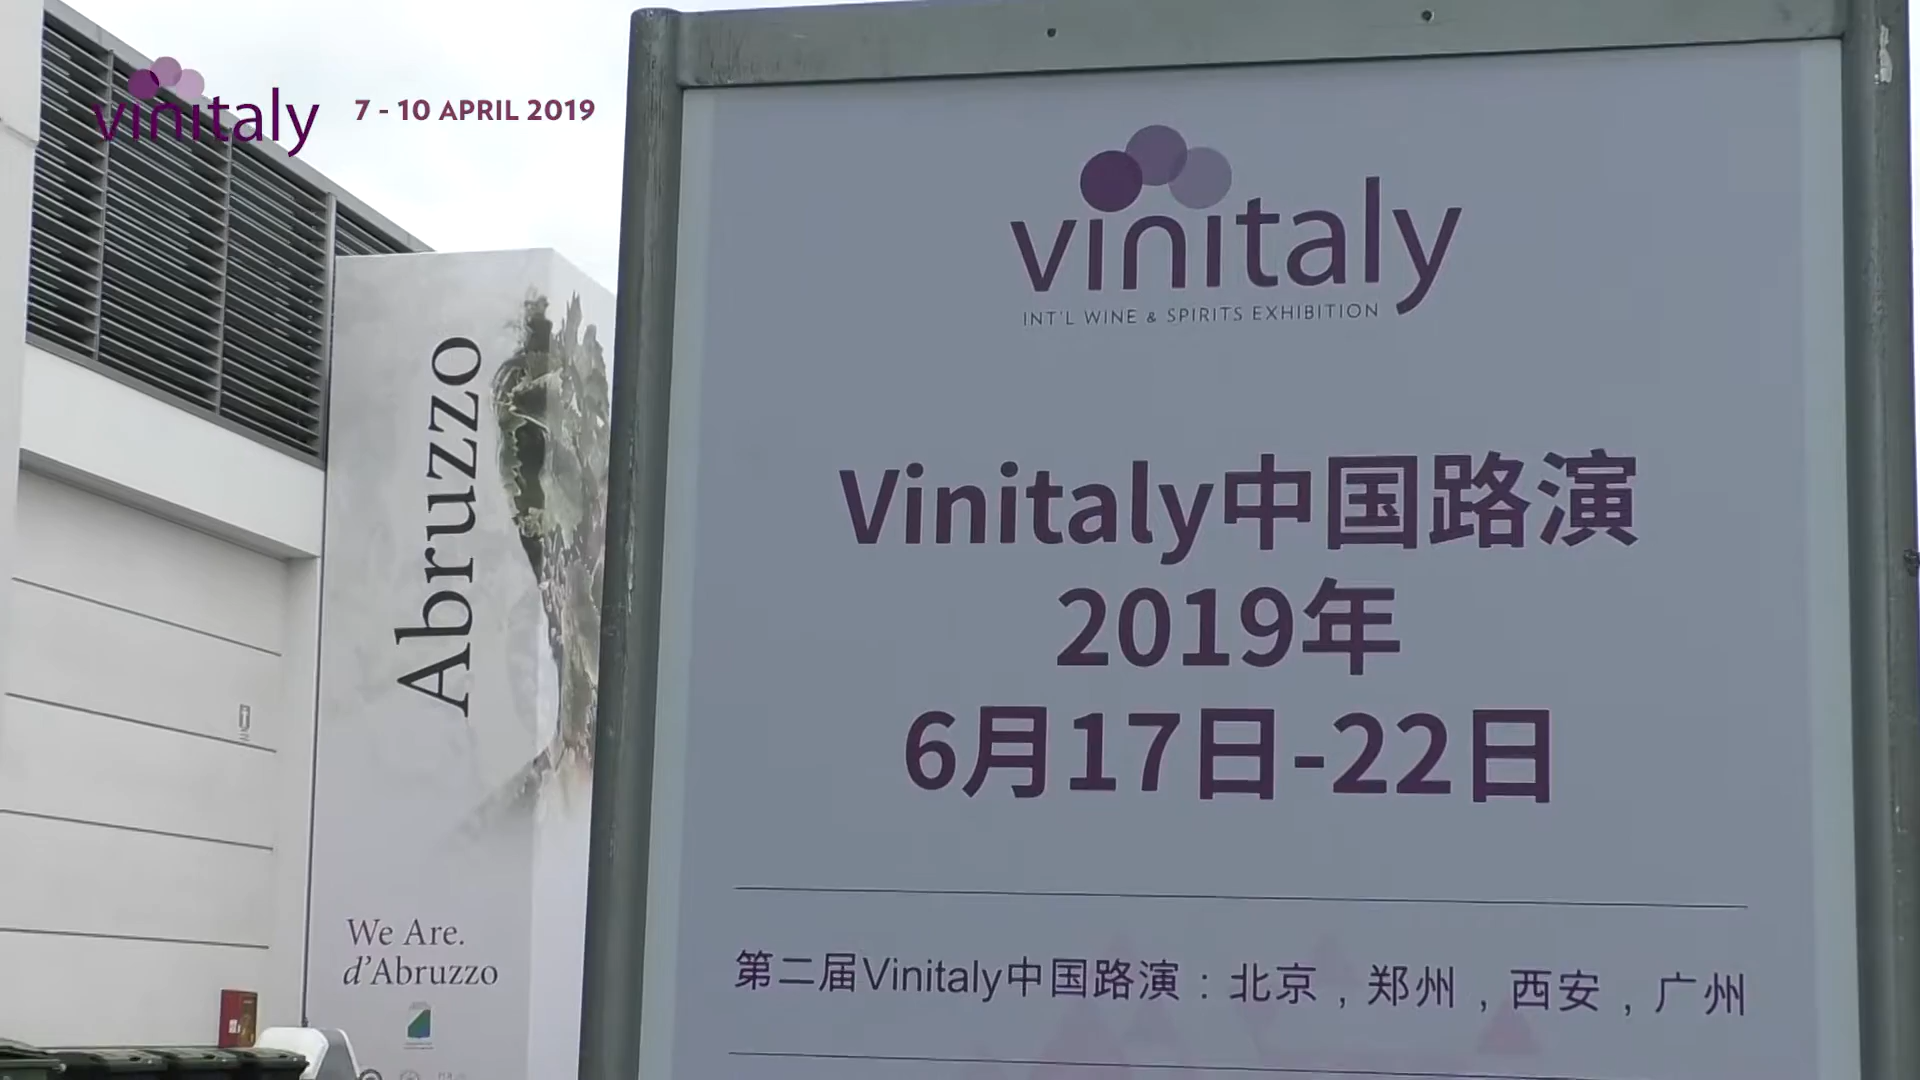 vinitaly 7 - 10 APRIL 2019
vinitaly
INT'L WINE & SPIRITS EXHIBITION
Vinitaly中国路演
2019年
6月17日-22日
第二届Vinitaly中国路演：北京，郑州，西安，广州
Abruzzo
We Are.
d'Abruzzo